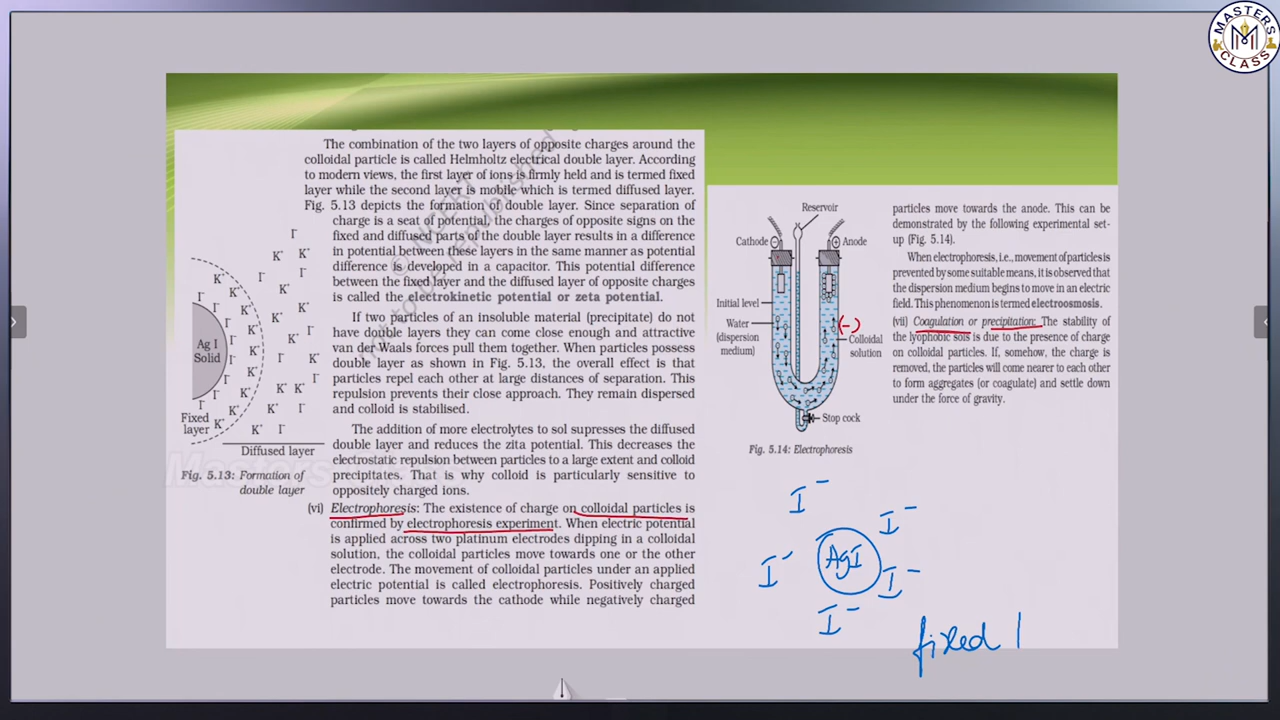 MASTERS
M
CLASS
The combination of the two layers of opposite charges around the
colloidal particle is called Helmholtz electrical double layer. According
to modern views, the first layer of ions is firmly held and is termed fixed
layer while the second layer is mobile which is termed diffused layer.
Fig. 5.13 depicts the formation of double layer. Since separation of
charge is a seat of potential, the charges of opposite signs on the
fixed and diffused parts of the double layer results in a difference
in potential between these layers in the same manner as potential
difference is developed in a capacitor. This potential difference
between the fixed layer and the diffused layer of opposite charges
is called the electrokinetic potential or zeta potential.
If two particles of an insoluble material (precipitate) do not
have double layers they can come close enough and attractive
van der Waals forces pull them together. When particles possess
double layer as shown in Fig. 5.13, the overall effect is that
particles repel each other at large distances of separation. This
repulsion prevents their close approach. They remain dispersed
and colloid is stabilised.
The addition of more electrolytes to sol supresses the diffused
double layer and reduces the zita potential. This decreases the
electrostatic repulsion between particles to a large extent and colloid
precipitates. That is why colloid is particularly sensitive to
oppositely charged ions.
(vi) Electrophoresis: The existence of charge on colloidal particles is
confirmed by electrophoresis experiment. When electric potential
is applied across two platinum electrodes dipping in a colloidal
solution, the colloidal particles move towards one or the other
electrode. The movement of colloidal particles under an applied
electric potential is called electrophoresis. Positively charged
particles move towards the cathode while negatively charged
Ag I
Solid
Fixed
layer
Diffused layer
Fig. 5.13: Formation of
double layer
Reservoir
Cathode
Anode
Initial level
Water
(dispersion
medium)
(-)
Colloidal
solution
Stop cock
Fig. 5.14: Electrophoresis
particles move towards the anode. This can be
demonstrated by the following experimental set-
up (Fig. 5.14).
When electrophoresis, i.e., movement of particles is
prevented by some suitable means, it is observed that
the dispersion medium begins to move in an electric
field. This phenomenon is termed electroosmosis.
(vii) Coagulation or precipitation: The stability of
the lyophobic sols is due to the presence of charge
on colloidal particles. If, somehow, the charge is
removed, the particles will come nearer to each other
to form aggregates (or coagulate) and settle down
under the force of gravity.
I⁻
I⁻
I⁻
AgI
I⁻
I⁻
fixed l